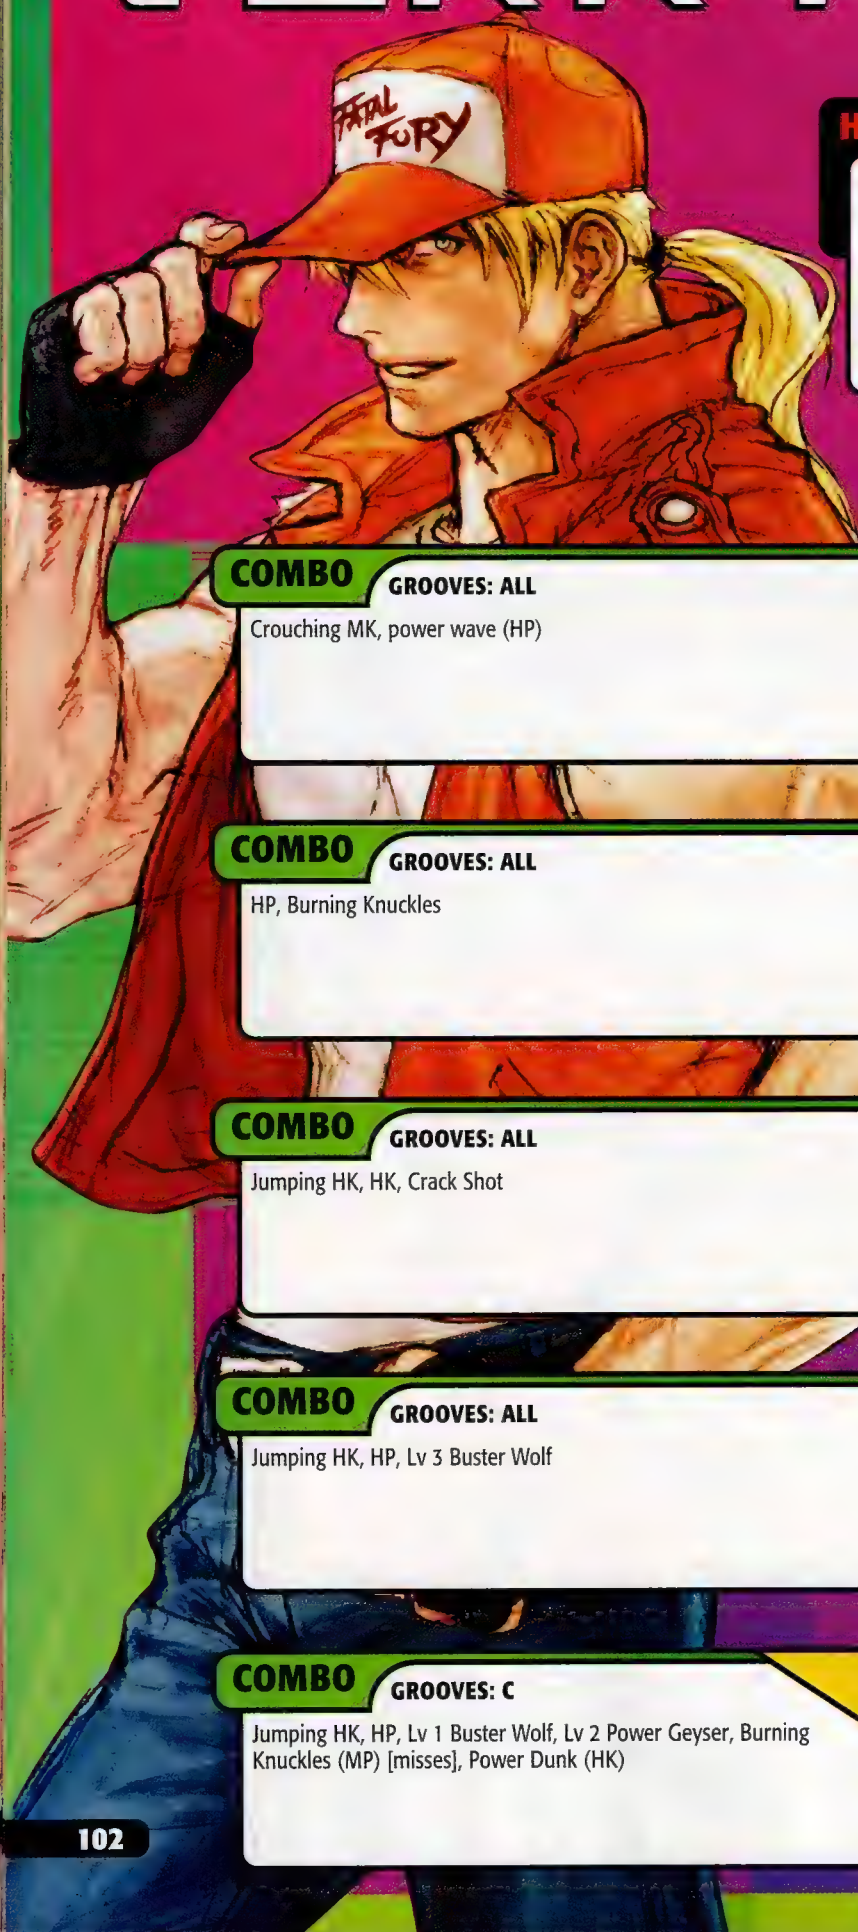 FATAL
FURY
COMBO
GROOVES: ALL
Crouching MK, power wave (HP)
COMBO
GROOVES: ALL
HP, Burning Knuckles
COMBO
GROOVES: ALL
Jumping HK, HK, Crack Shot
COMBO
GROOVES: ALL
Jumping HK, HP, Lv 3 Buster Wolf
COMBO
GROOVES: C
Jumping HK, HP, Lv 1 Buster Wolf, Lv 2 Power Geyser, Burning
Knuckles (MP) [misses], Power Dunk (HK)
102